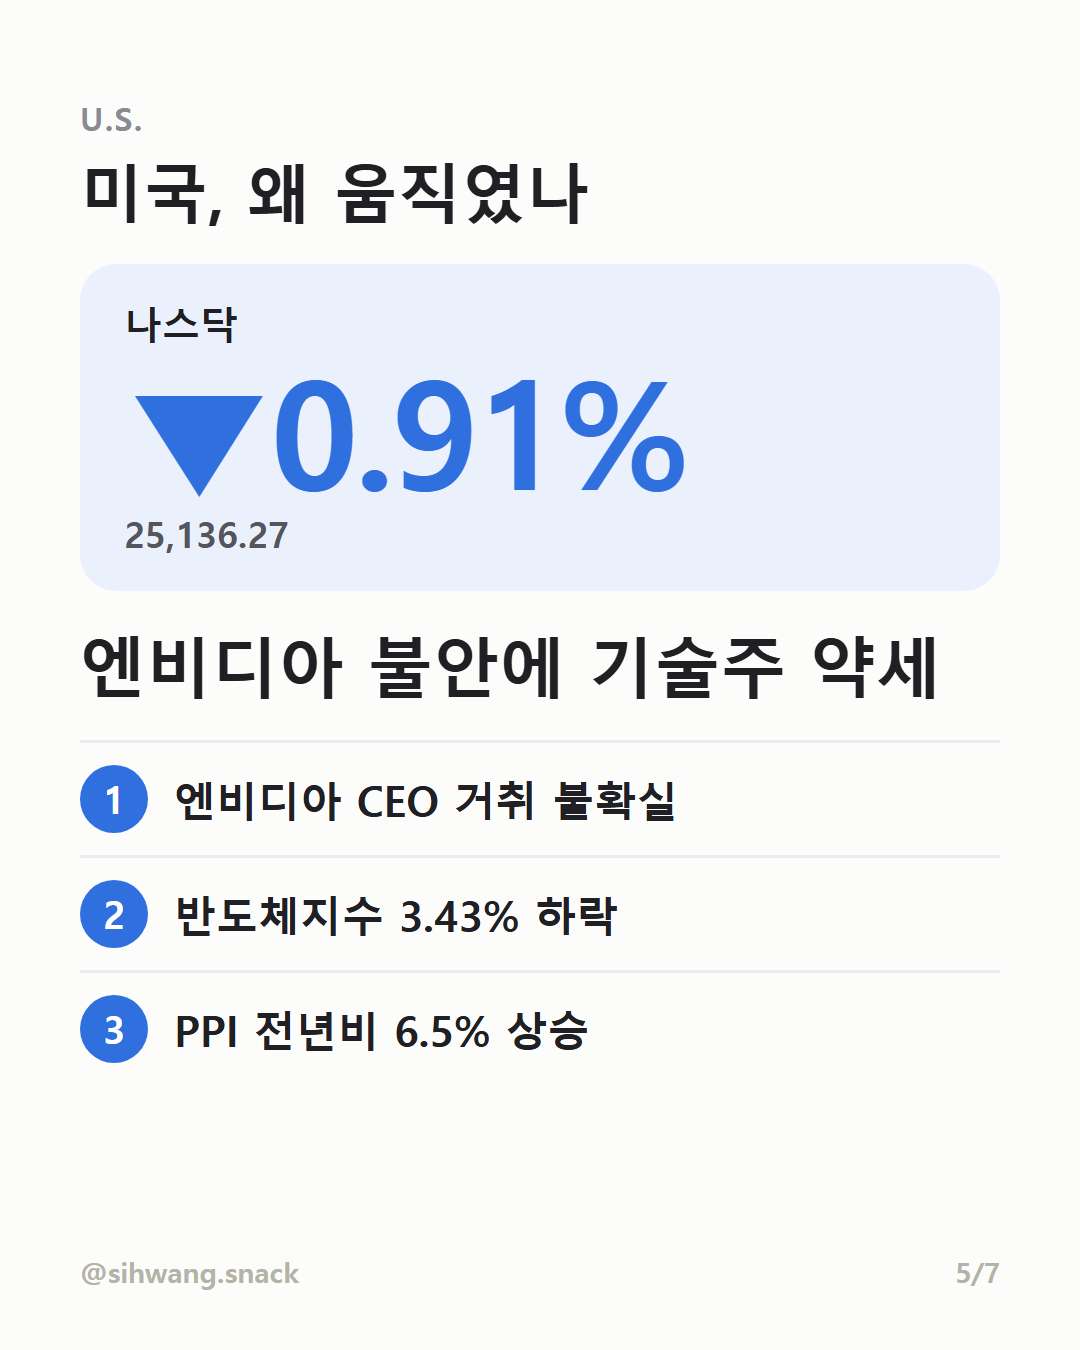 U.S.
미국, 왜 움직였나
나스닥
▼0.91%
25,136.27
엔비디아 불안에 기술주 약세
1 엔비디아 CEO 거취 불확실
2 반도체지수 3.43% 하락
3 PPI 전년비 6.5% 상승
@sihwang.snack
5/7